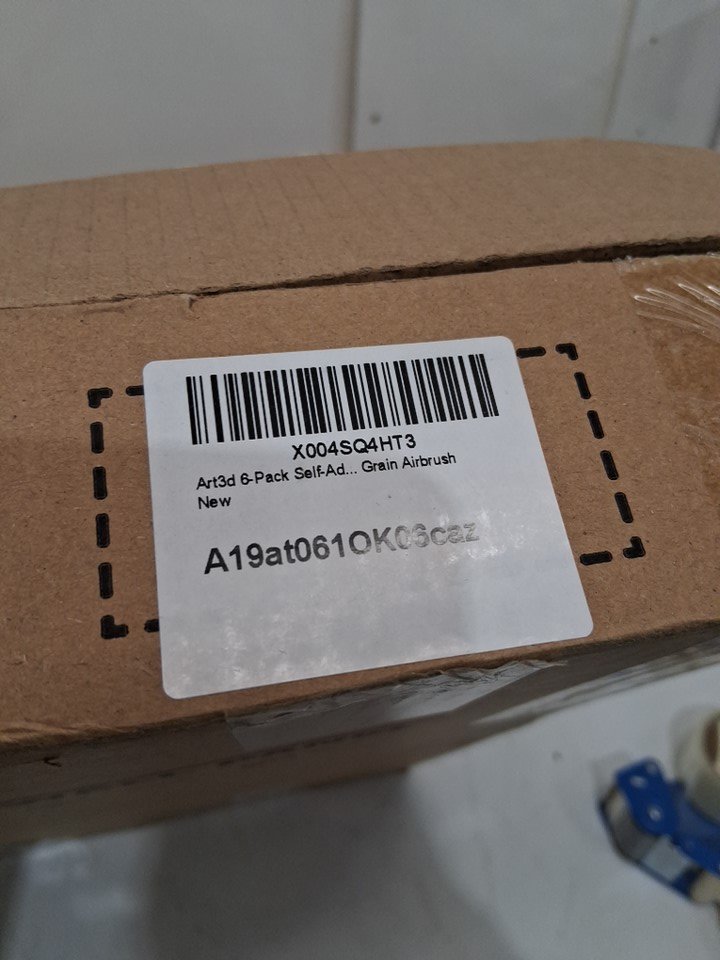 X004SQ4HT3
Art3d 6-Pack Self-Ad... Grain Airbrush
New
A19at061OK06caz